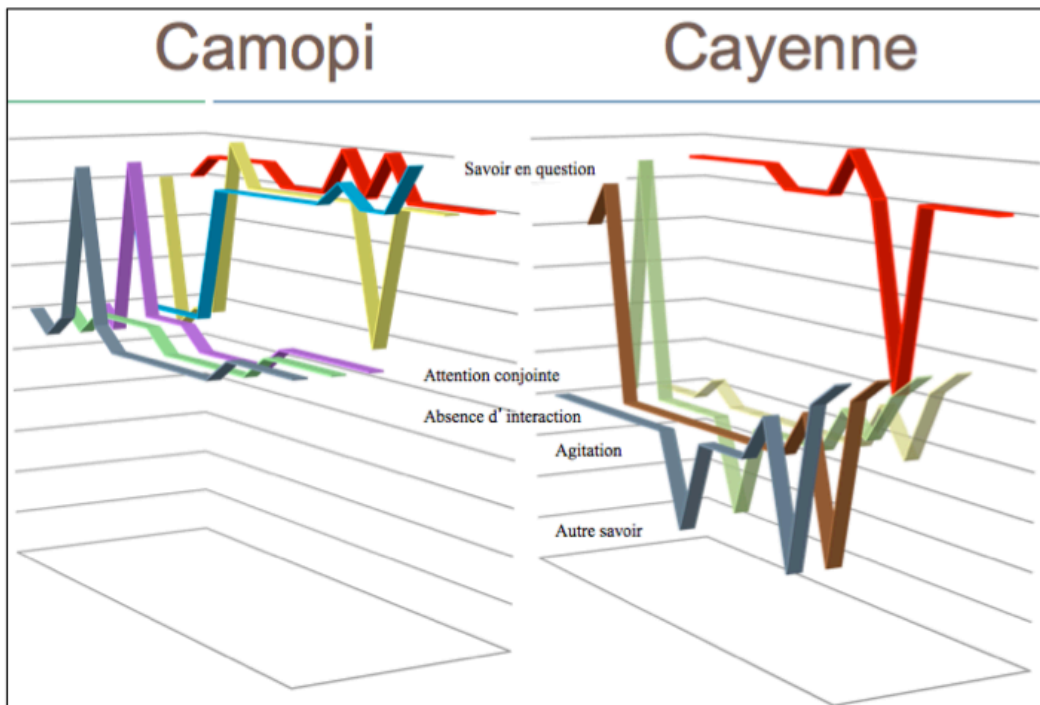 Camopi
Cayenne
Savoir en question
Attention conjointe
Absence d’ interaction
Agitation
Autre savoir